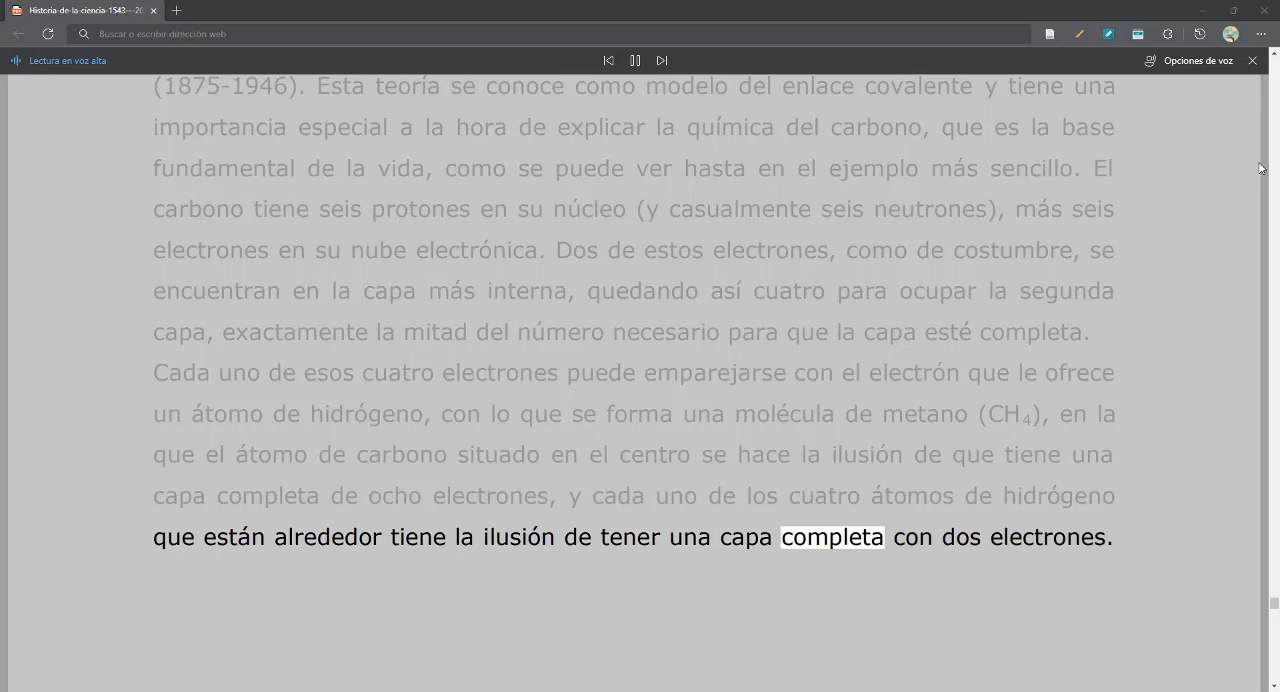 Historia-de-la-ciencia-1543---20
Buscar o escribir dirección web
Lectura en voz alta
Opciones de voz
(1875-1946). Esta teoría se conoce como modelo del enlace covalente y tiene una
importancia especial a la hora de explicar la química del carbono, que es la base
fundamental de la vida, como se puede ver hasta en el ejemplo más sencillo. El
carbono tiene seis protones en su núcleo (y casualmente seis neutrones), más seis
electrones en su nube electrónica. Dos de estos electrones, como de costumbre, se
encuentran en la capa más interna, quedando así cuatro para ocupar la segunda
capa, exactamente la mitad del número necesario para que la capa esté completa.
Cada uno de esos cuatro electrones puede emparejarse con el electrón que le ofrece
un átomo de hidrógeno, con lo que se forma una molécula de metano (CH₄), en la
que el átomo de carbono situado en el centro se hace la ilusión de que tiene una
capa completa de ocho electrones, y cada uno de los cuatro átomos de hidrógeno
que están alrededor tiene la ilusión de tener una capa completa con dos electrones.